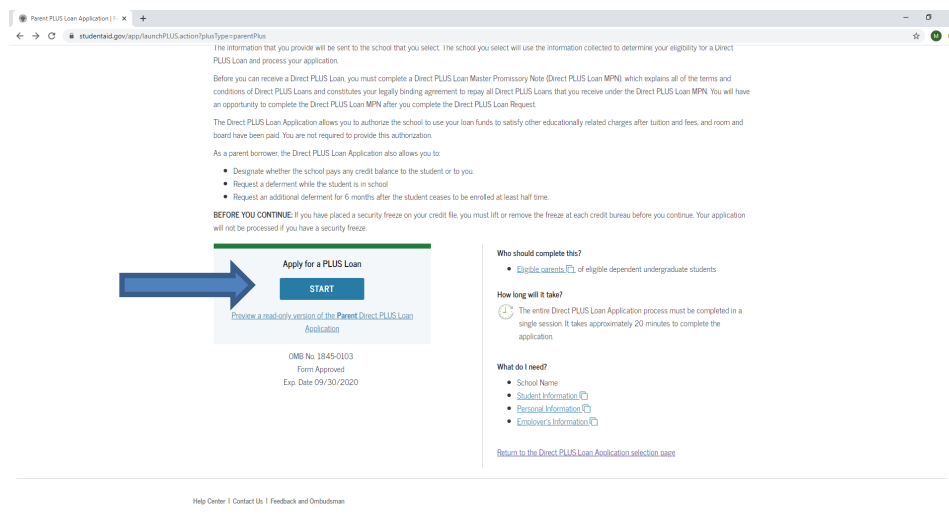 Parent PLUS Loan Application |
studentaid.gov/app/launchPLUS.action?plusType=parentPlus
M
The information that you provide will be sent to the school that you select. The school you select will use the information collected to determine your eligibility for a Direct
PLUS Loan and process your application.
Before you can receive a Direct PLUS Loan, you must complete a Direct PLUS Loan Master Promissory Note (Direct PLUS Loan MPN), which explains all of the terms and
conditions of Direct PLUS Loans and constitutes your legally binding agreement to repay all Direct PLUS Loans that you receive under the Direct PLUS Loan MPN. You will have
an opportunity to complete the Direct PLUS Loan MPN after you complete the Direct PLUS Loan Request.
The Direct PLUS Loan Application allows you to authorize the school to use your loan funds to satisfy other educationally related charges after tuition and fees, and room and
board have been paid. You are not required to provide this authorization.
As a parent borrower, the Direct PLUS Loan Application also allows you to:
• Designate whether the school pays any credit balance to the student or to you.
• Request a deferment while the student is in school
• Request an additional deferment for 6 months after the student ceases to be enrolled at least half time.
BEFORE YOU CONTINUE: If you have placed a security freeze on your credit file, you must lift or remove the freeze at each credit bureau before you continue. Your application
will not be processed if you have a security freeze.
Apply for a PLUS Loan
START
Preview a read-only version of the Parent Direct PLUS Loan
Application
OMB No. 1845-0103
Form Approved
Exp. Date 09/30/2020
Who should complete this?
• Eligible parents of eligible dependent undergraduate students
How long will it take?
The entire Direct PLUS Loan Application process must be completed in a
single session. It takes approximately 20 minutes to complete the
application.
What do I need?
• School Name
• Student Information
• Personal Information
• Employer's Information
Return to the Direct PLUS Loan Application selection page
Help Center | Contact Us | Feedback and Ombudsman